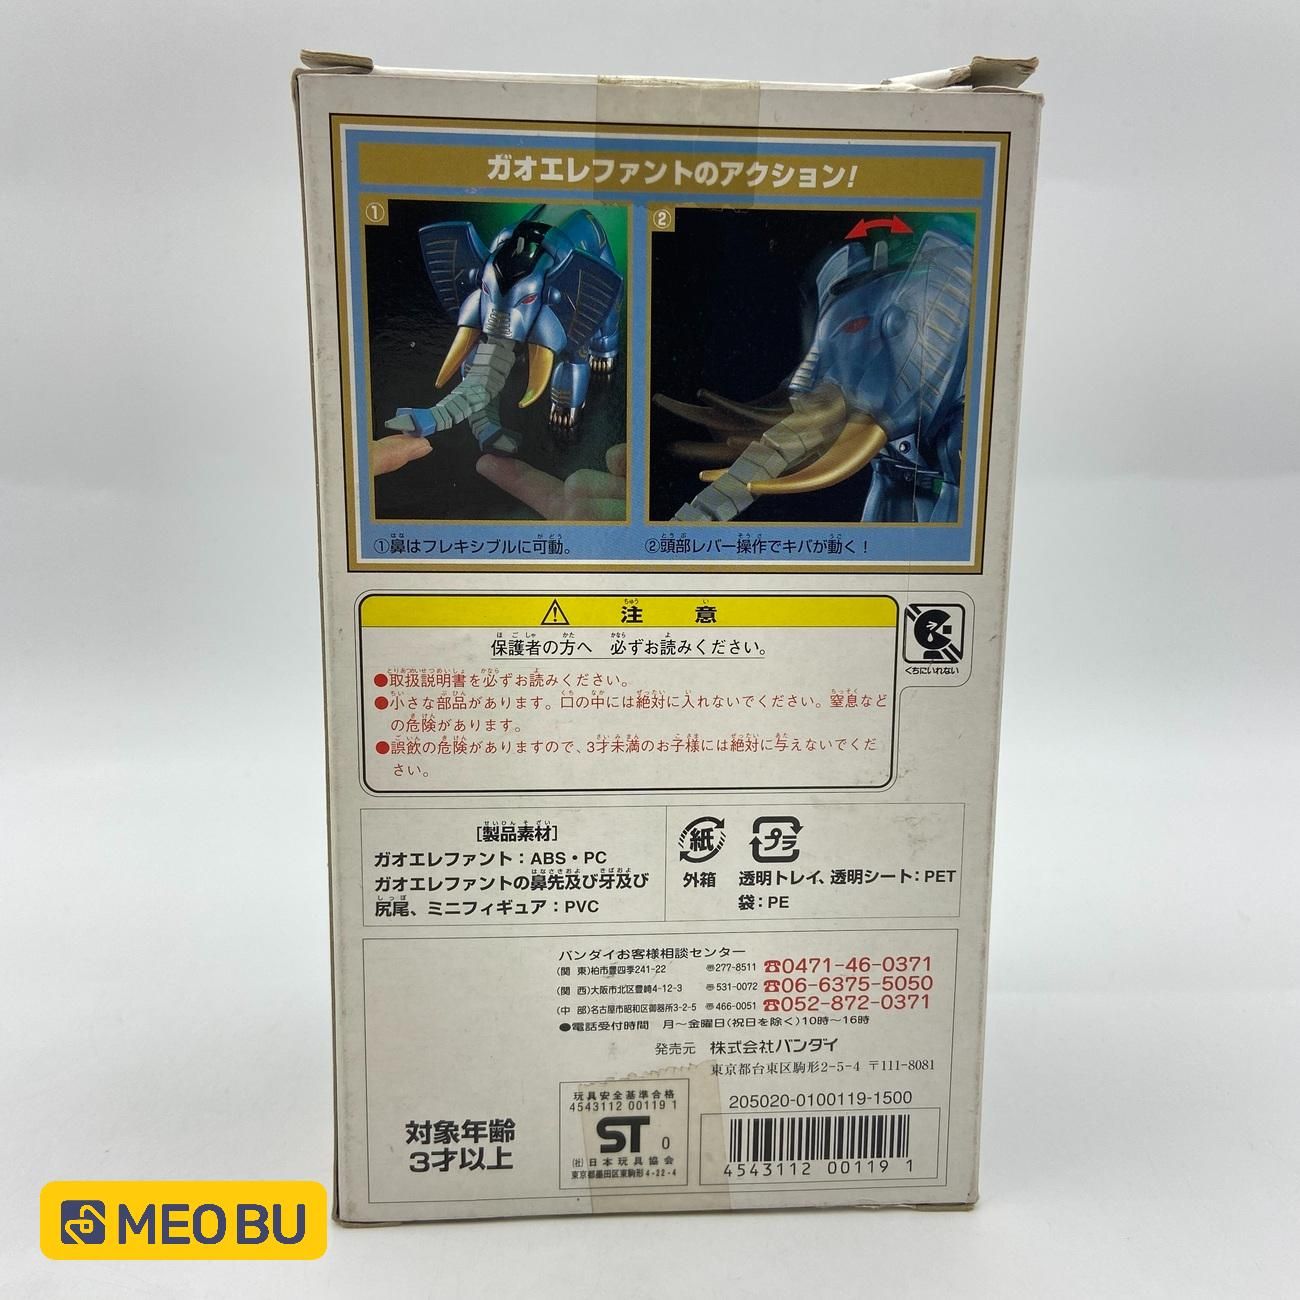 ガオエレファントのアクション!
①
②
①鼻はフレキシブルに可動。
②頭部レバー操作でキバが動く!
注意
保護者の方へ 必ずお読みください。
●取扱説明書を必ずお読みください。
●小さな部品があります。口の中には絶対に入れないでください。窒息など
の危険があります。
●誤飲の危険がありますので、3才未満のお子様には絶対に与えないでくだ
さい。
くちにいれない
[製品素材]
ガオエレファント:ABS・PC
ガオエレファントの鼻先及び牙及び
尻尾、ミニフィギュア:PVC
紙
外箱
プラ
透明トレイ、透明シート:PET
袋:PE
バンダイお客様相談センター
(関 東)柏市豊四季241-22 〒277-8511 ☎0471-46-0371
(関 西)大阪市北区豊崎4-12-3 〒531-0072 ☎06-6375-5050
(中 部)名古屋市昭和区御器所3-2-5 〒466-0051 ☎052-872-0371
●電話受付時間 月〜金曜日(祝日を除く)10時〜16時
発売元 株式会社バンダイ
東京都台東区駒形2-5-4 〒111-8081
対象年齢
3才以上
玩具安全基準合格
4543112 00119 1
ST 0
(社)日本玩具協会
東京都墨田区東駒形4-22-4
205020-0100119-1500
4543112 00119 1
MEOBU